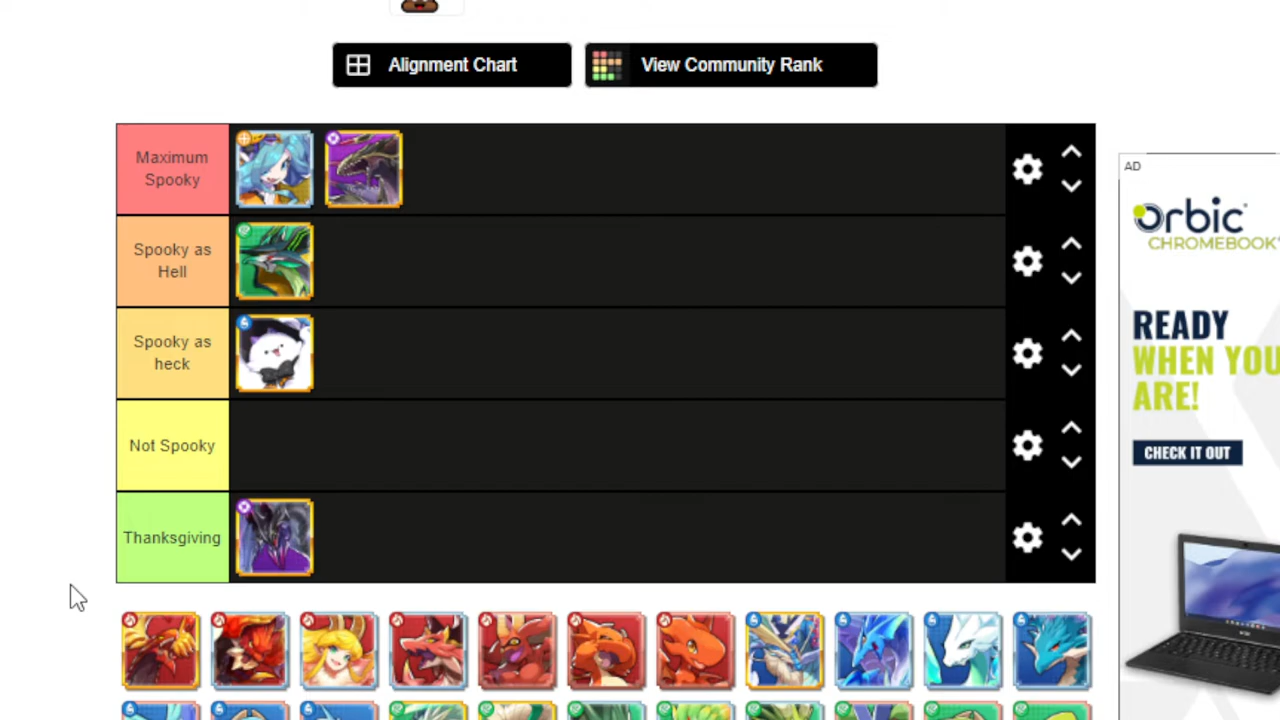 Alignment Chart
View Community Rank
Maximum
Spooky
Spooky as
Hell
Spooky as
heck
Not Spooky
Thanksgiving
AD
Orbic
CHROMEBOOK
READY
WHEN YOU
ARE!
CHECK IT OUT